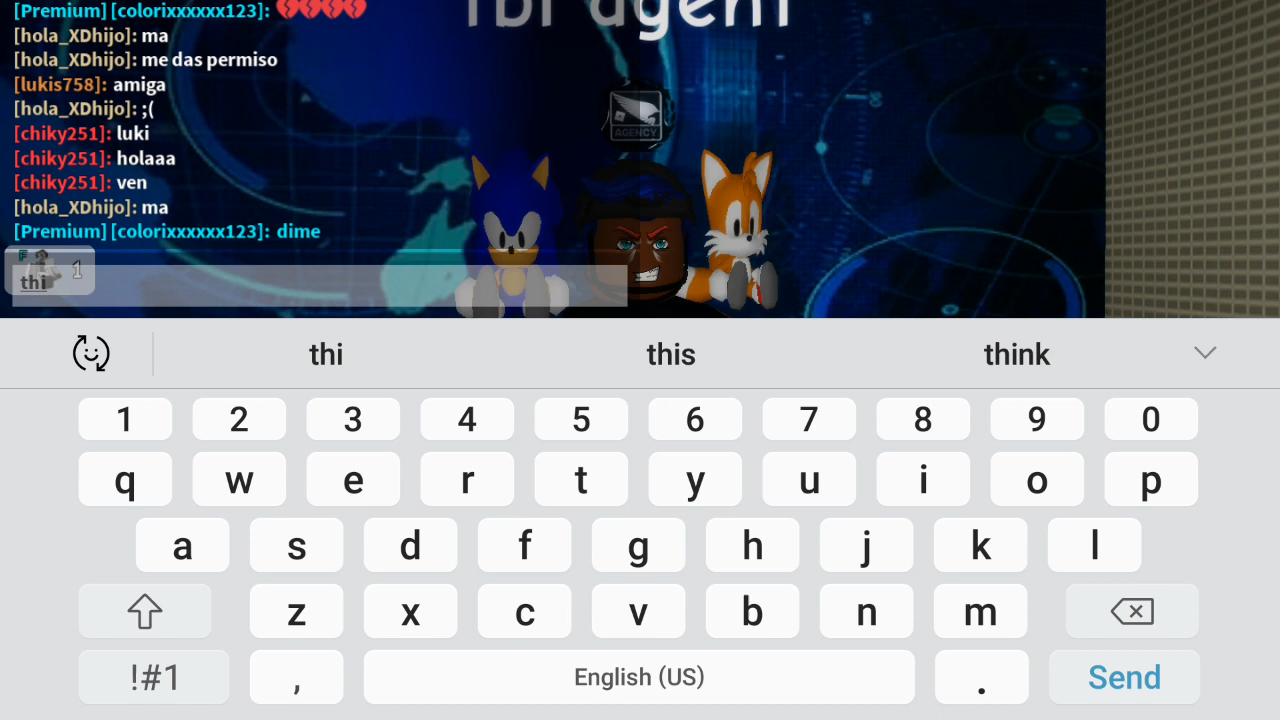 [Premium] [colorixxxxxx123]: 💔💔💔💔
[hola_XDhijo]: ma
[hola_XDhijo]: me das permiso
[lukis758]: amiga
[hola_XDhijo]: ;(
[chiky251]: luki
[chiky251]: holaaa
[chiky251]: ven
[hola_XDhijo]: ma
[Premium] [colorixxxxxx123]: dime
agent
AGENCY
F
1
thi
thi this think
1 2 3 4 5 6 7 8 9 0
q w e r t y u i o p
a s d f g h j k l
z x c v b n m
!#1 , English (US) . Send